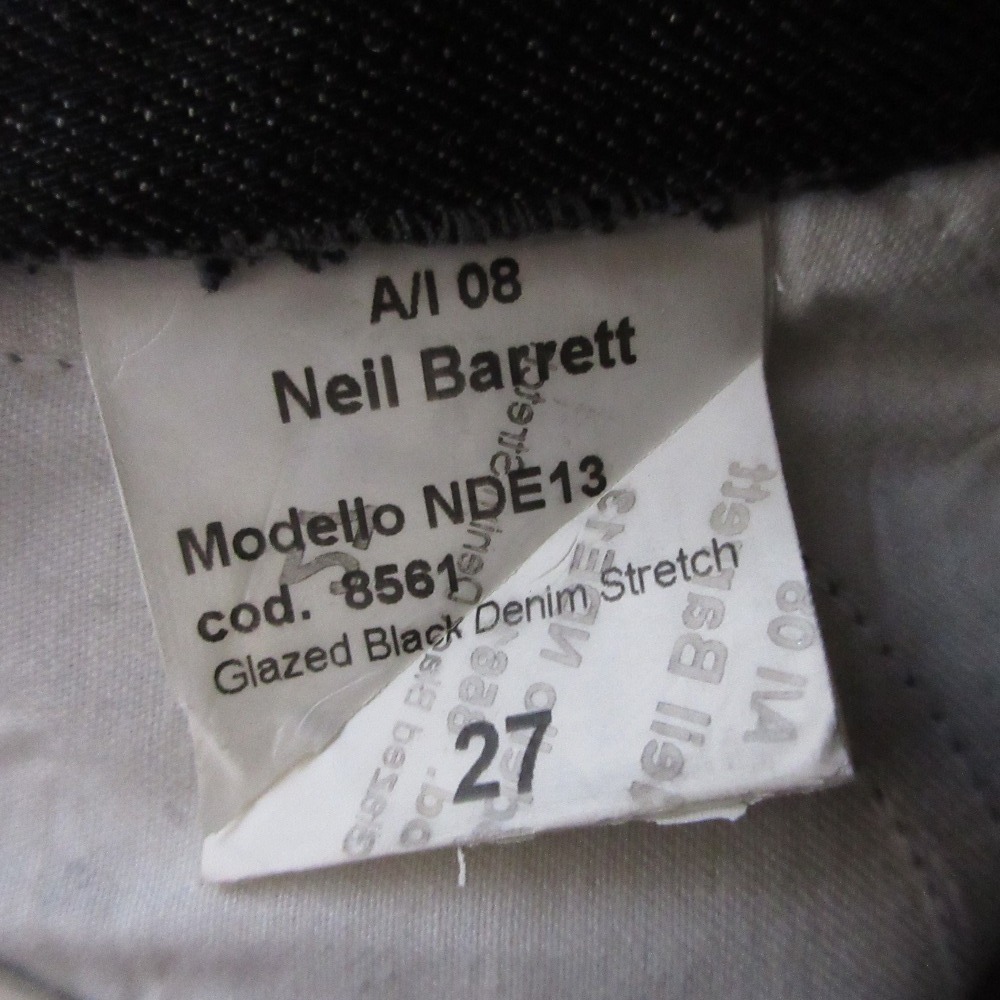 A/I 08
Neil Barrett
Modello NDE13
cod. 8561
Glazed Black Denim Stretch
27